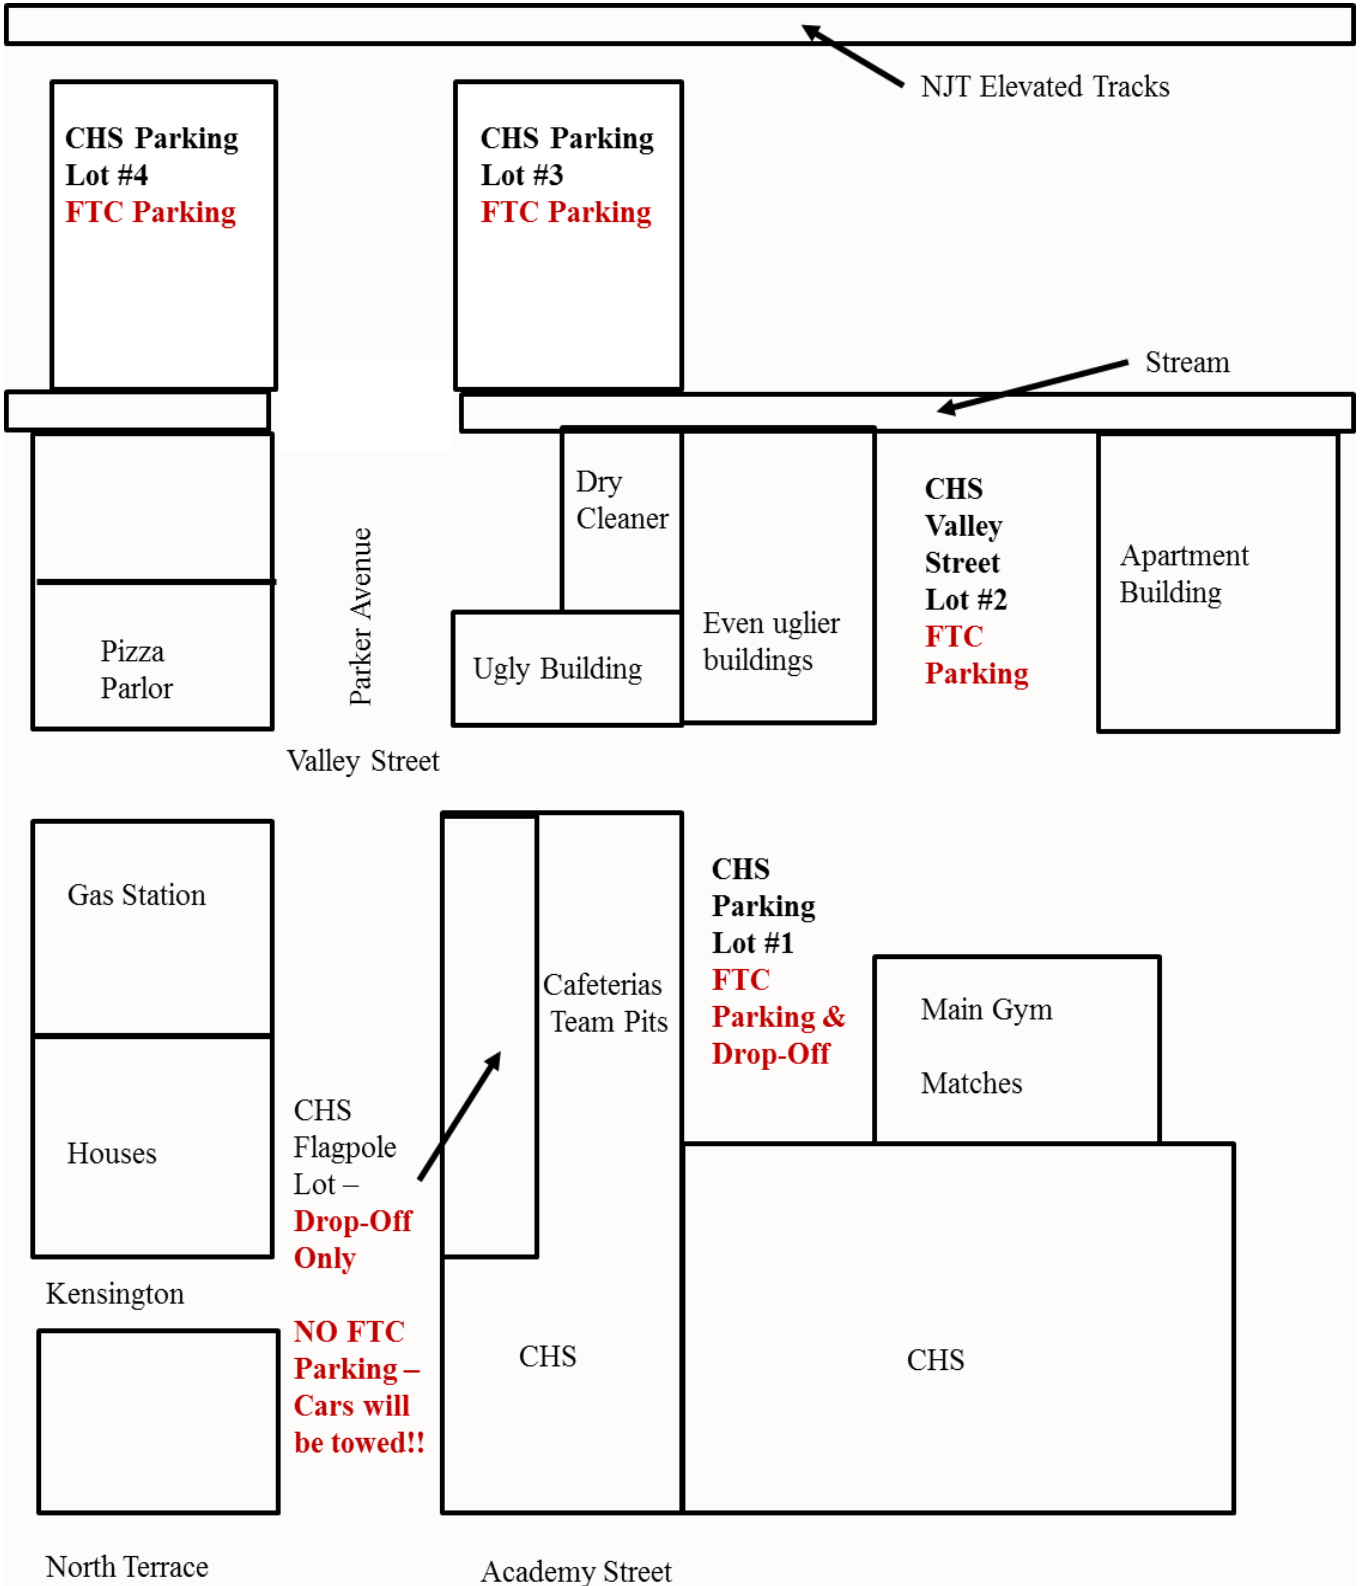 NJT Elevated Tracks
CHS Parking
Lot #4
FTC Parking
CHS Parking
Lot #3
FTC Parking
Stream
Dry
Cleaner
CHS
Valley
Street
Lot #2
FTC
Parking
Apartment
Building
Parker Avenue
Pizza
Parlor
Ugly Building
Even uglier
buildings
Valley Street
Gas Station
CHS
Parking
Lot #1
FTC
Parking &
Drop-Off
Cafeterias
Team Pits
Main Gym
Matches
Houses
CHS
Flagpole
Lot –
Drop-Off
Only
Kensington
NO FTC
Parking –
Cars will
be towed!!
CHS
CHS
North Terrace
Academy Street